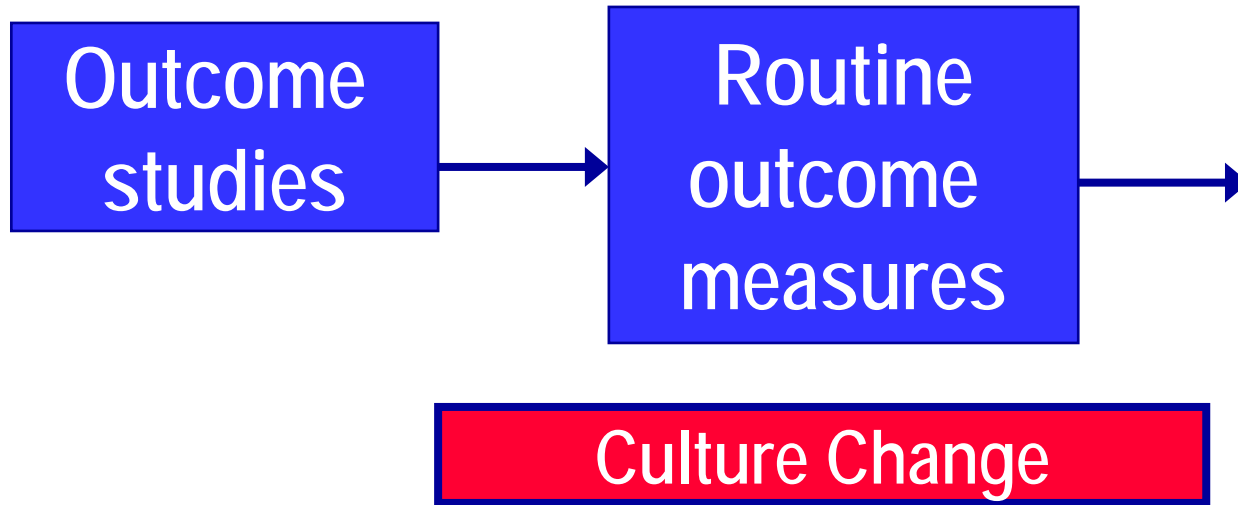 Outcome
studies
Routine
outcome
measures
Culture Change